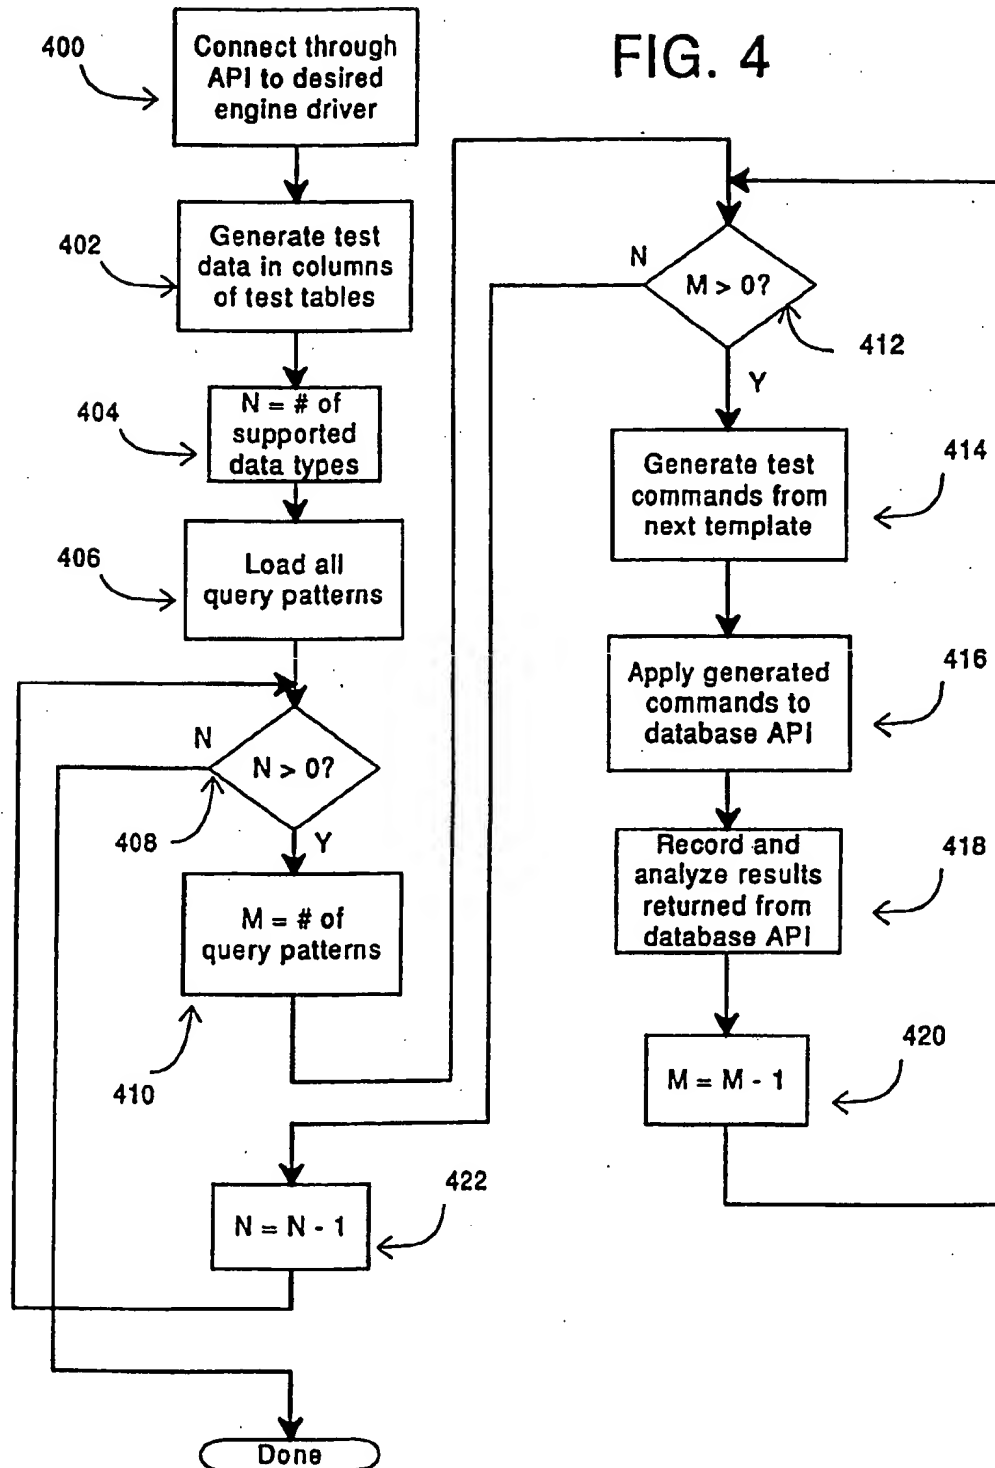 FIG. 4
400
Connect through
API to desired
engine driver
402
Generate test
data in columns
of test tables
404
N = # of
supported
data types
406
Load all
query patterns
N
N > 0?
408
Y
M = # of
query patterns
410
N
M > 0?
412
Y
414
Generate test
commands from
next template
416
Apply generated
commands to
database API
418
Record and
analyze results
returned from
database API
420
M = M - 1
422
N = N - 1
Done